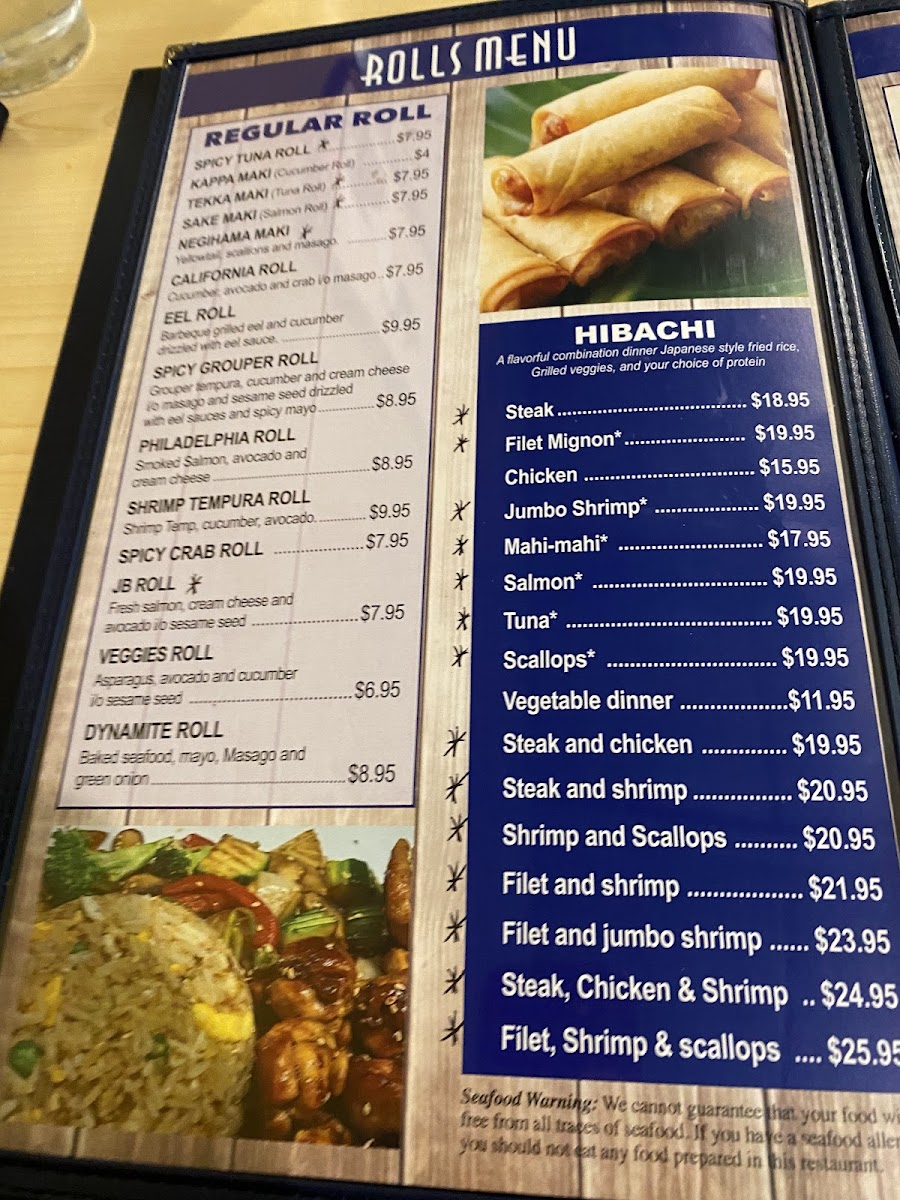 ROLLS MENU
REGULAR ROLL
SPICY TUNA ROLL * ................ $7.95
KAPPA MAKI (Cucumber Roll) ............ $4
TEKKA MAKI (Tuna Roll) * .......... $7.95
SAKE MAKI (Salmon Roll) * .......... $7.95
NEGIHAMA MAKI *
Yellowtail, scallions and masago. .......... $7.95
CALIFORNIA ROLL
Cucumber, avocado and crab i/o masago.. $7.95
EEL ROLL
Barbeque grilled eel and cucumber
drizzled with eel sauce. ........................ $9.95
SPICY GROUPER ROLL
Grouper tempura, cucumber and cream cheese
i/o masago and sesame seed drizzled
with eel sauces and spicy mayo .............. $8.95
PHILADELPHIA ROLL
Smoked Salmon, avocado and
cream cheese ........................................ $8.95
SHRIMP TEMPURA ROLL
Shrimp Temp, cucumber, avocado. ............ $9.95
SPICY CRAB ROLL .................... $7.95
JB ROLL *
Fresh salmon, cream cheese and
avocado i/o sesame seed ........................ $7.95
VEGGIES ROLL
Asparagus, avocado and cucumber
i/o sesame seed .................................... $6.95
DYNAMITE ROLL
Baked seafood, mayo, Masago and
green onion ............................................ $8.95
HIBACHI
A flavorful combination dinner Japanese style fried rice,
Grilled veggies, and your choice of protein
* Steak ............................................... $18.95
* Filet Mignon* .............................. $19.95
Chicken .......................................... $15.95
* Jumbo Shrimp* .......................... $19.95
* Mahi-mahi* .................................... $17.95
* Salmon* ........................................... $19.95
* Tuna* .................................................. $19.95
* Scallops* ......................................... $19.95
Vegetable dinner .................... $11.95
* Steak and chicken ............... $19.95
* Steak and shrimp ................. $20.95
* Shrimp and Scallops .......... $20.95
* Filet and shrimp .................. $21.95
* Filet and jumbo shrimp ...... $23.95
* Steak, Chicken & Shrimp .. $24.95
* Filet, Shrimp & scallops .... $25.95
Seafood Warning: We cannot guarantee that your food wi
free from all traces of seafood. If you have a seafood aller
you should not eat any food prepared in this restaurant.